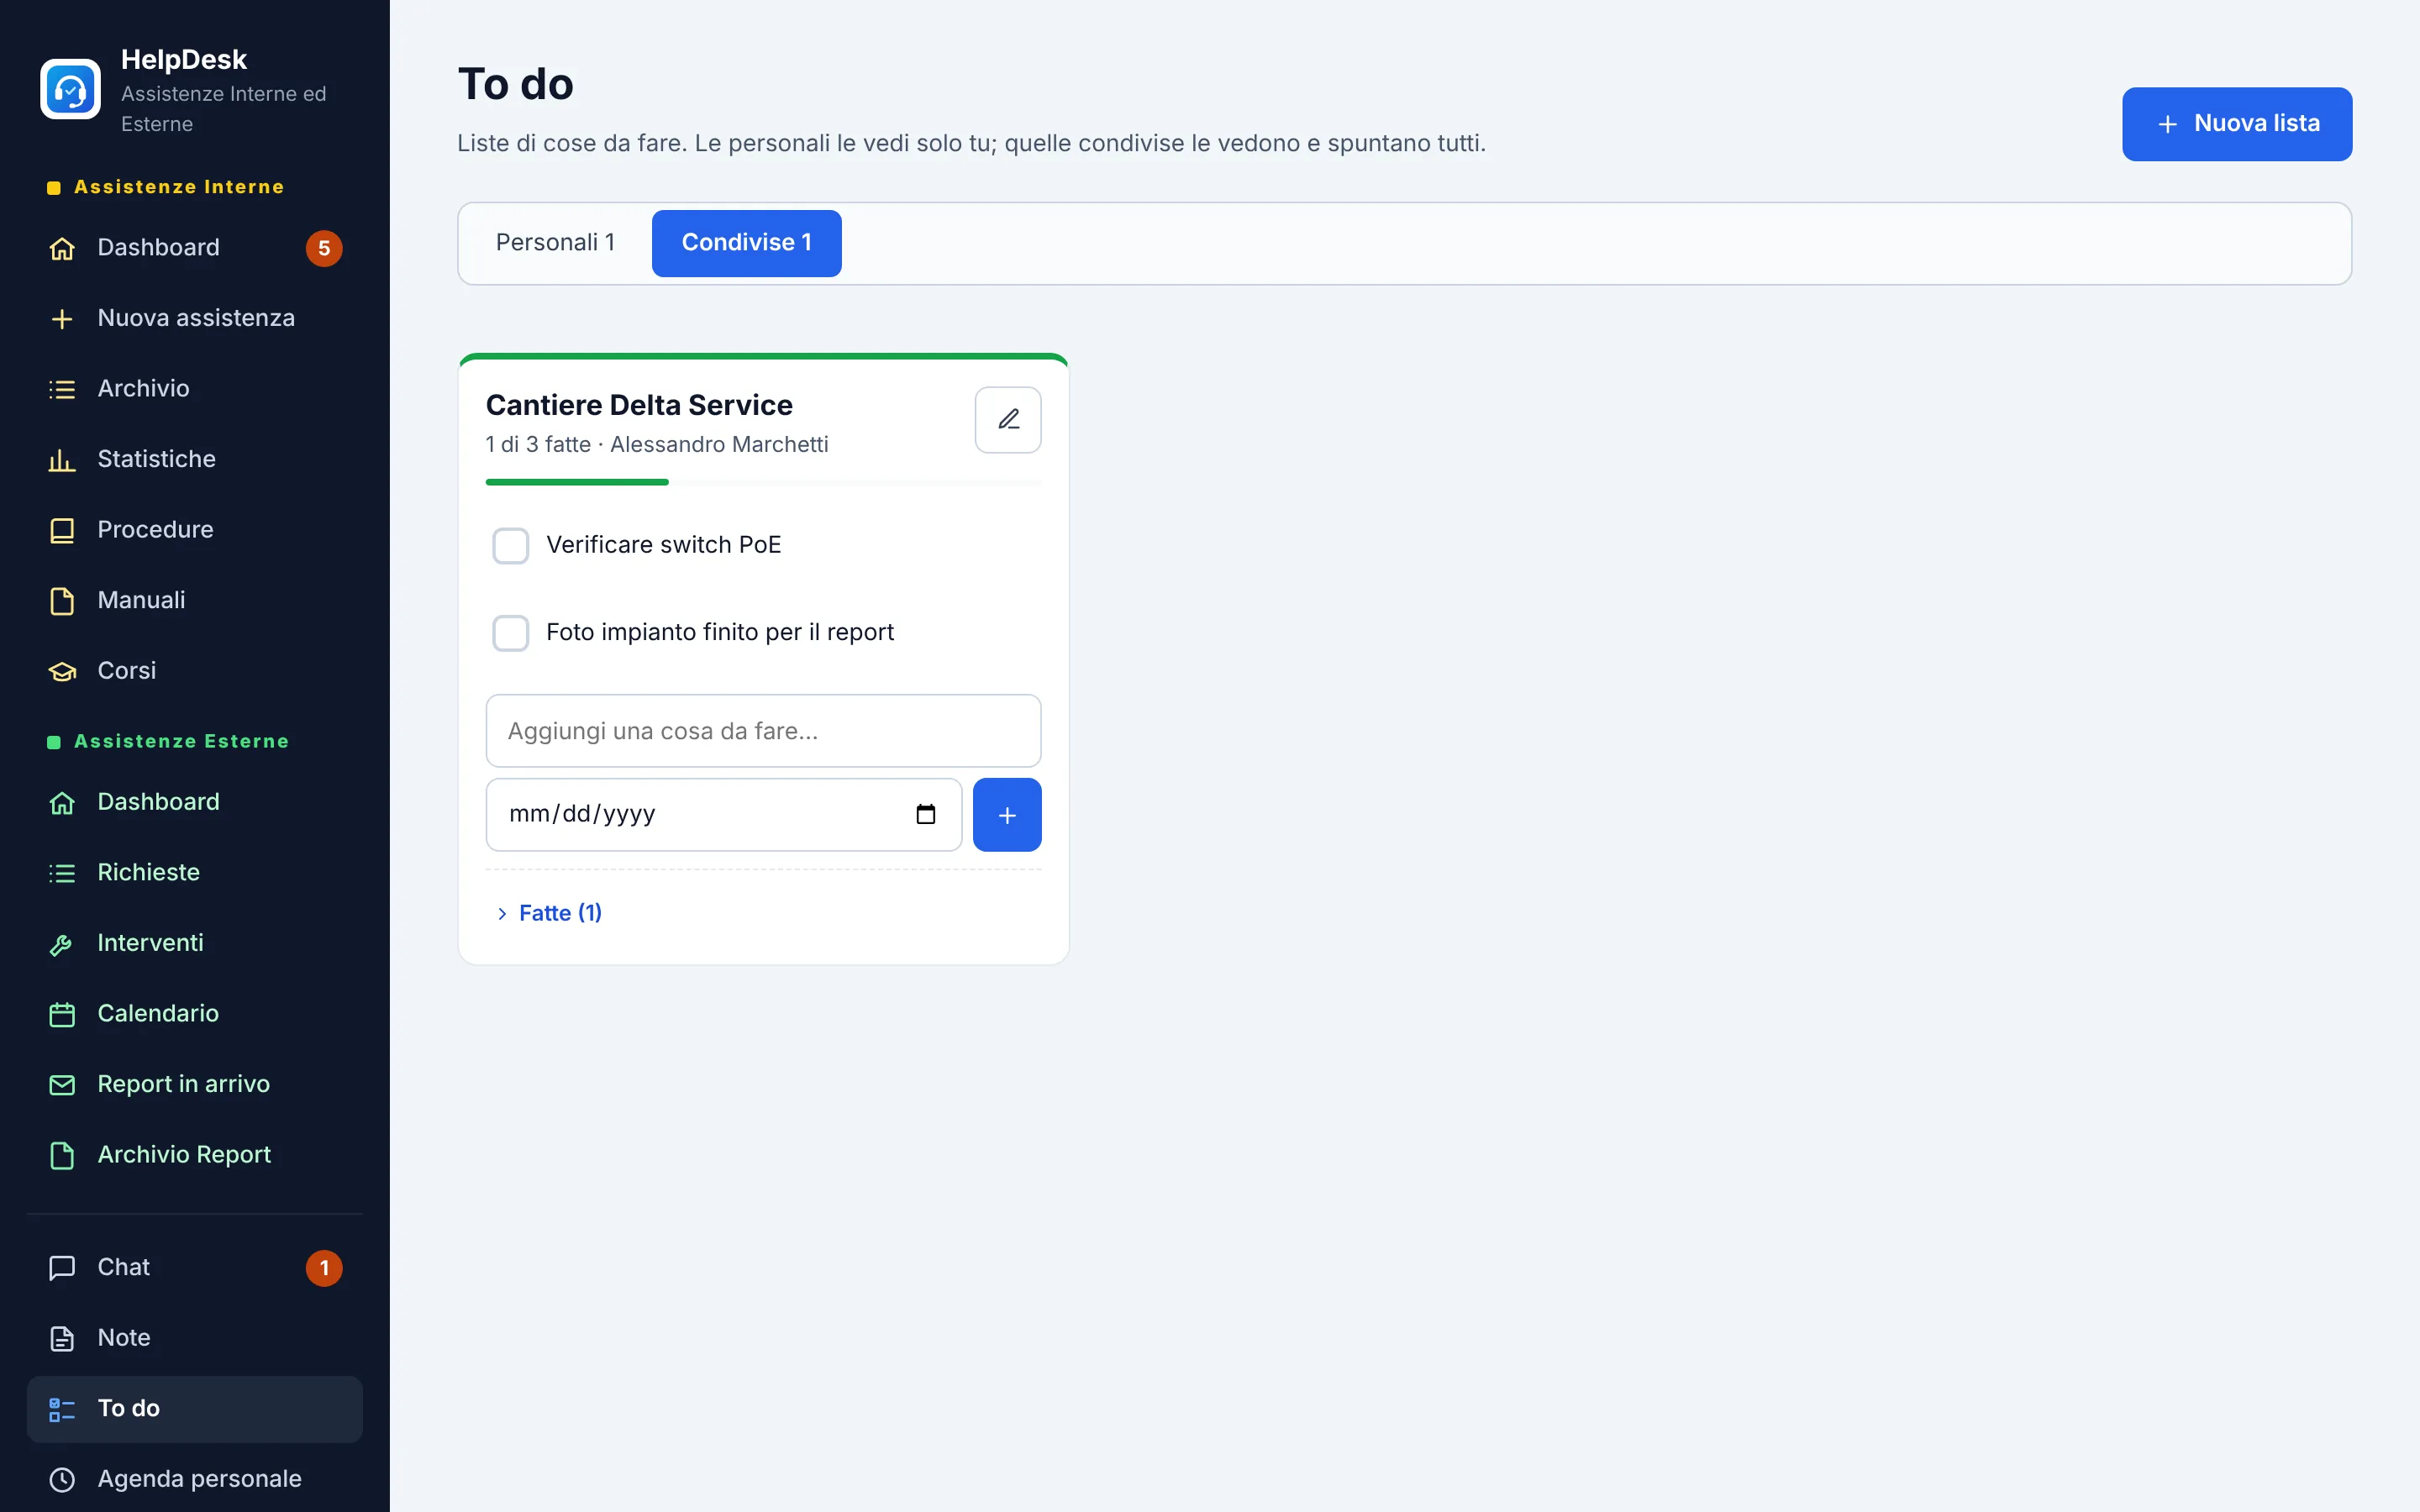 HelpDesk
Assistenze Interne ed
Esterne
Assistenze Interne
Dashboard 5
Nuova assistenza
Archivio
Statistiche
Procedure
Manuali
Corsi
Assistenze Esterne
Dashboard
Richieste
Interventi
Calendario
Report in arrivo
Archivio Report
Chat 1
Note
To do
Agenda personale
To do
Liste di cose da fare. Le personali le vedi solo tu; quelle condivise le vedono e spuntano tutti.
Nuova lista
Personali 1 Condivise 1
Cantiere Delta Service
1 di 3 fatte · Alessandro Marchetti
Verificare switch PoE
Foto impianto finito per il report
Aggiungi una cosa da fare...
mm/dd/yyyy
Fatte (1)